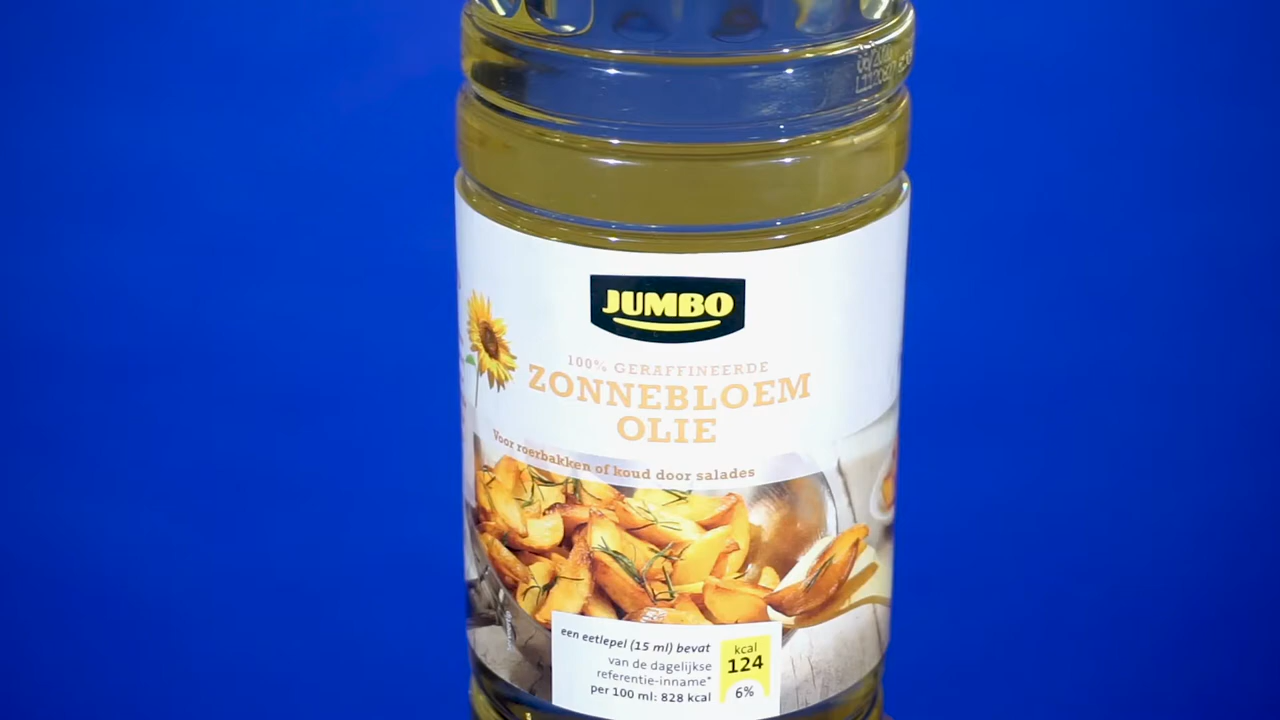 JUMBO
100% GERAFFINEERDE
ZONNEBLOEM
OLIE
Voor roerbakken of koud door salades
een eetlepel (15 ml) bevat
van de dagelijkse
referentie-inname*
per 100 ml: 828 kcal
kcal
124
6%